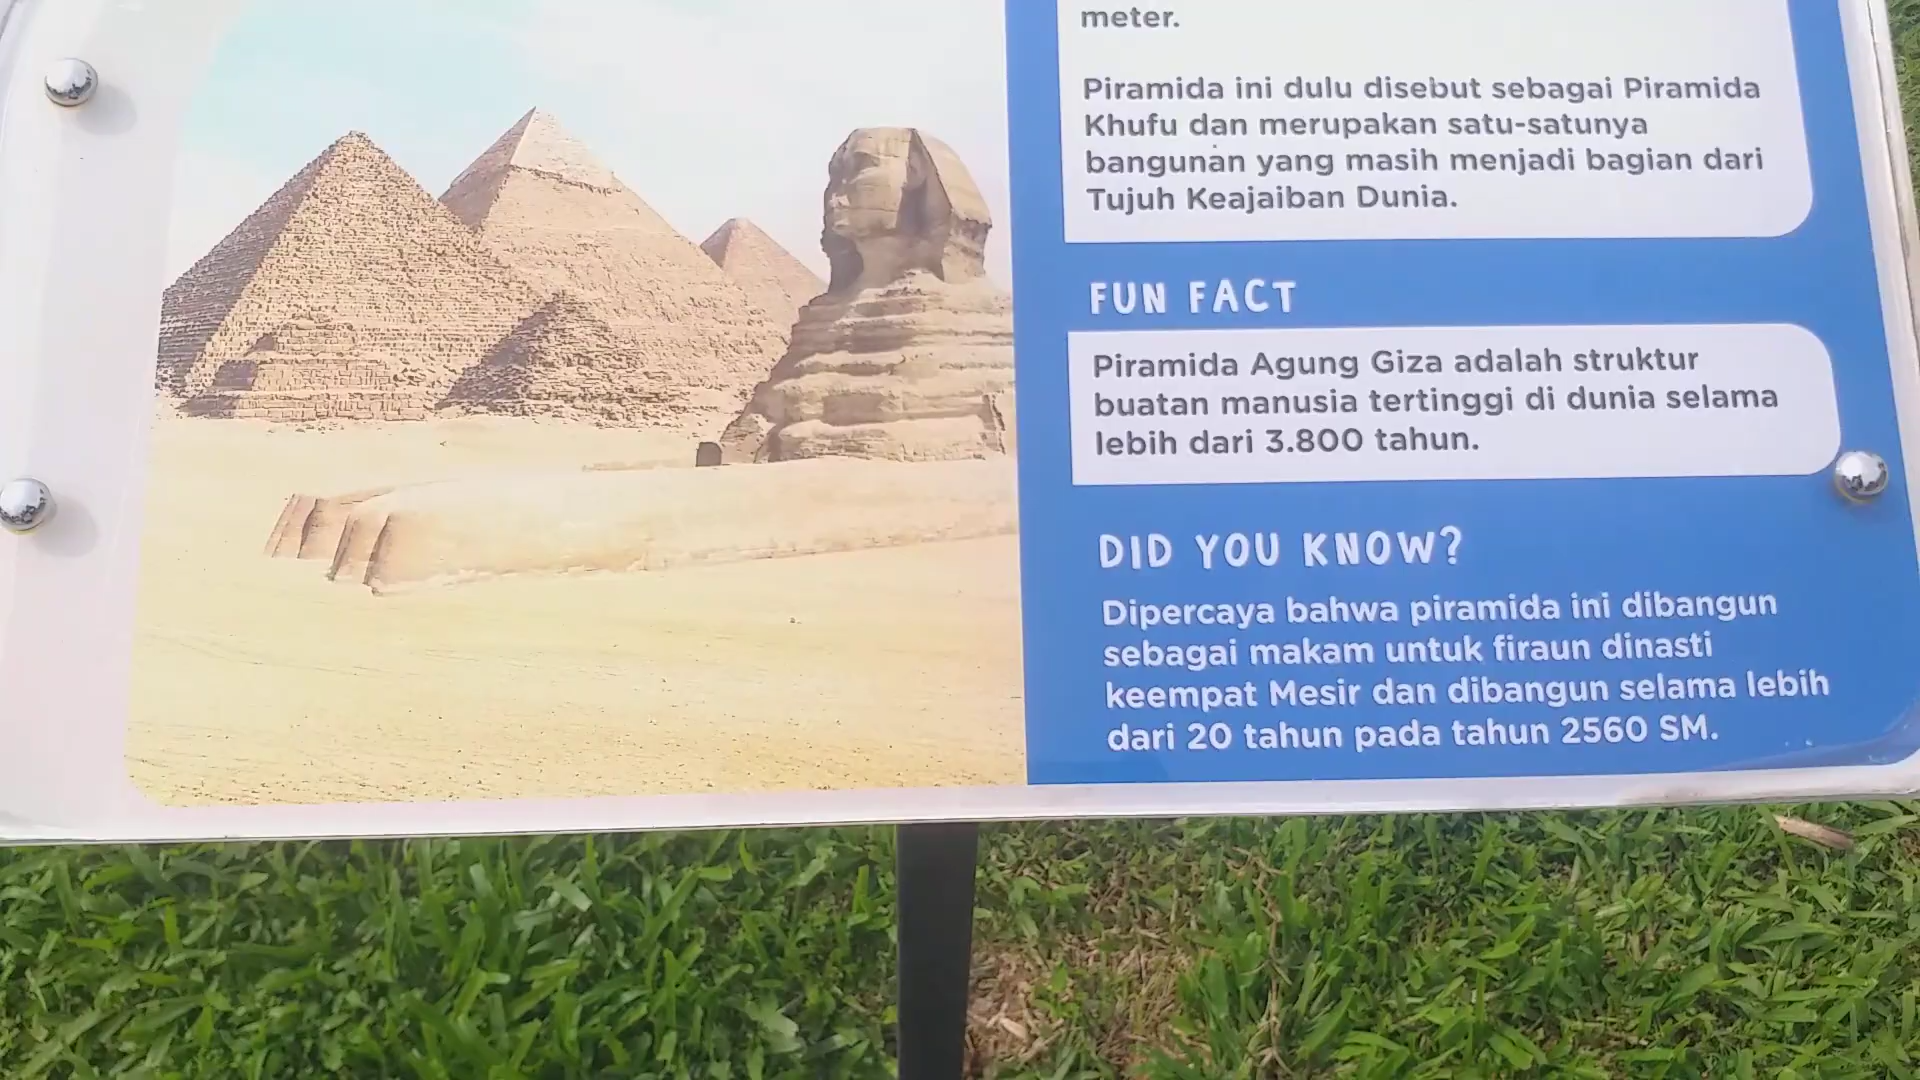 meter.
Piramida ini dulu disebut sebagai Piramida
Khufu dan merupakan satu-satunya
bangunan yang masih menjadi bagian dari
Tujuh Keajaiban Dunia.
FUN FACT
Piramida Agung Giza adalah struktur
buatan manusia tertinggi di dunia selama
lebih dari 3.800 tahun.
DID YOU KNOW?
Dipercaya bahwa piramida ini dibangun
sebagai makam untuk firaun dinasti
keempat Mesir dan dibangun selama lebih
dari 20 tahun pada tahun 2560 SM.